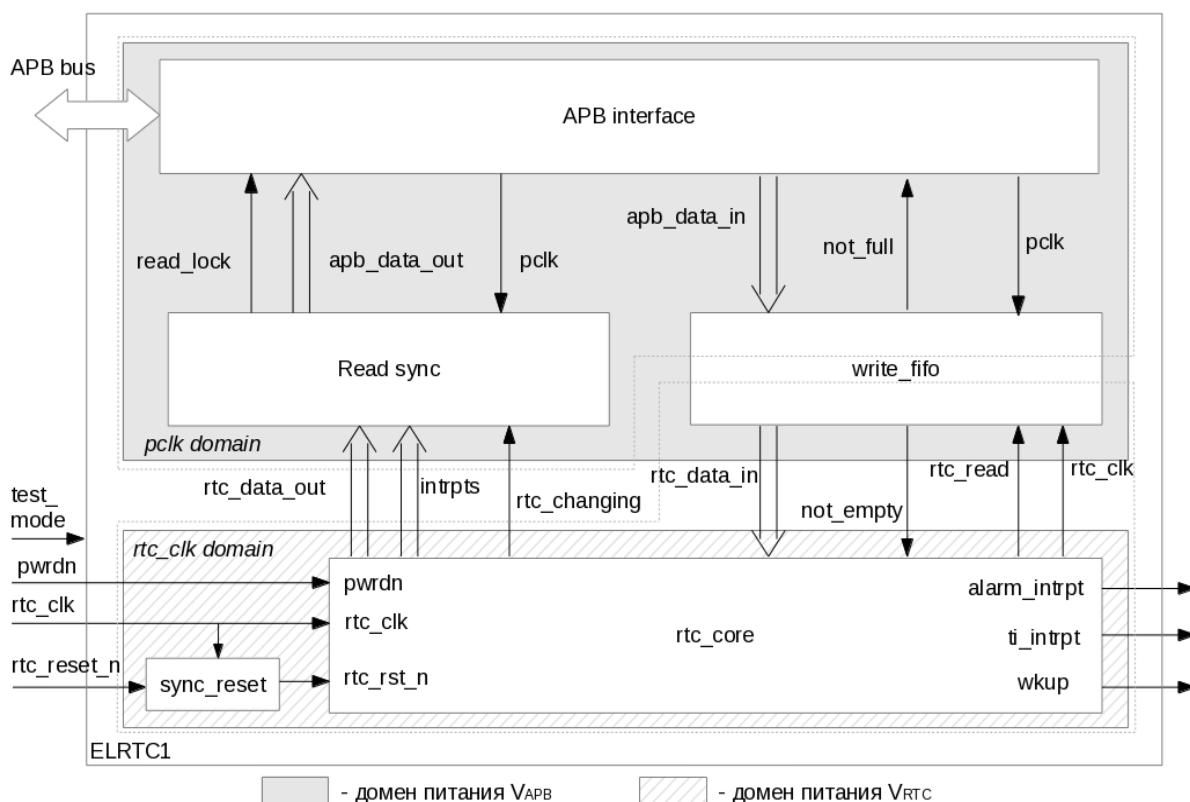 APB bus
APB interface
read_lock
apb_data_out
pclk
apb_data_in
not_full
pclk
Read sync
write_fifo
pclk domain
rtc_data_out
intrpts
rtc_changing
rtc_data_in
not_empty
rtc_read
rtc_clk
test_
mode
rtc_clk domain
pwrdn
pwrdn
alarm_intrpt
rtc_clk
rtc_clk
rtc_core
ti_intrpt
rtc_reset_n
sync_reset
rtc_rst_n
wkup
ELRTC1
- домен питания VAPB
- домен питания VRTC